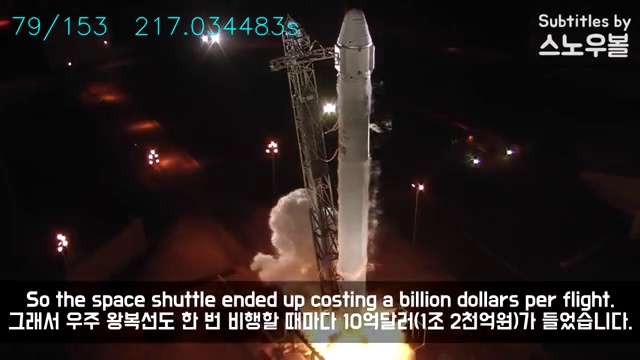 79/153 217.034483s
Subtitles by
스노우볼
So the space shuttle ended up costing a billion dollars per flight.
그래서 우주 왕복선도 한 번 비행할 때마다 10억달러(1조 2천억원)가 들었습니다.